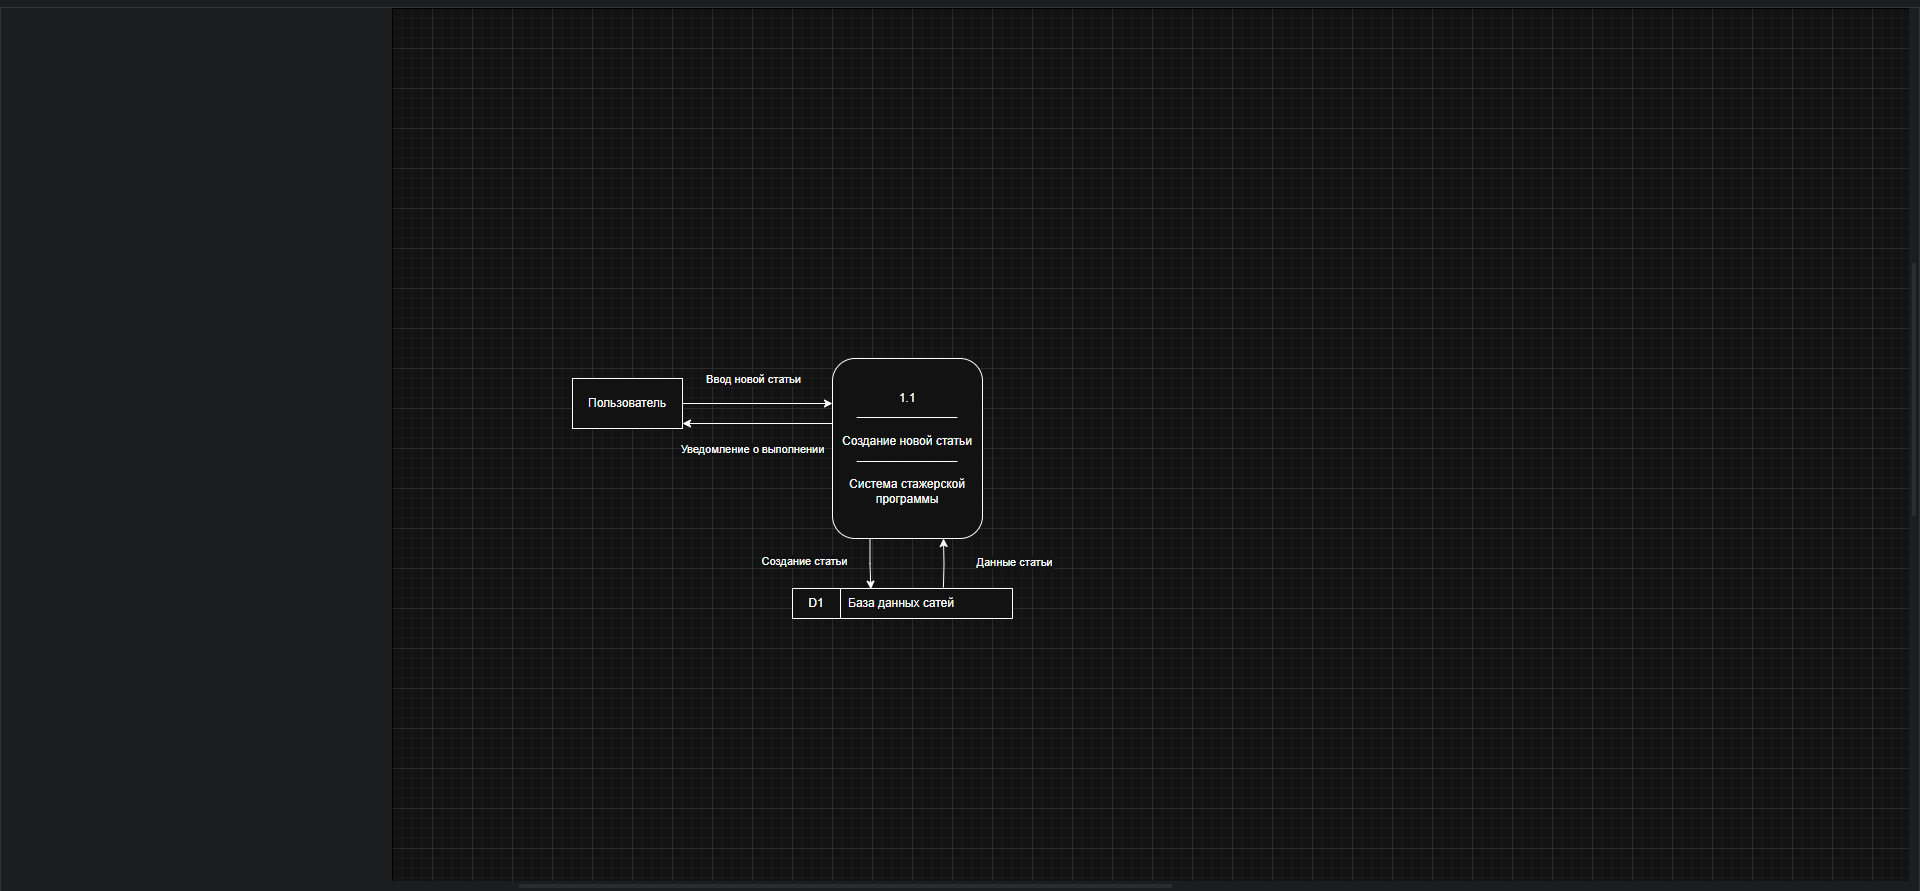 Ввод новой статьи
Пользователь
Уведомление о выполнении
1.1
Создание новой статьи
Система стажерской
программы
Создание статьи
Данные статьи
D1
База данных сатей